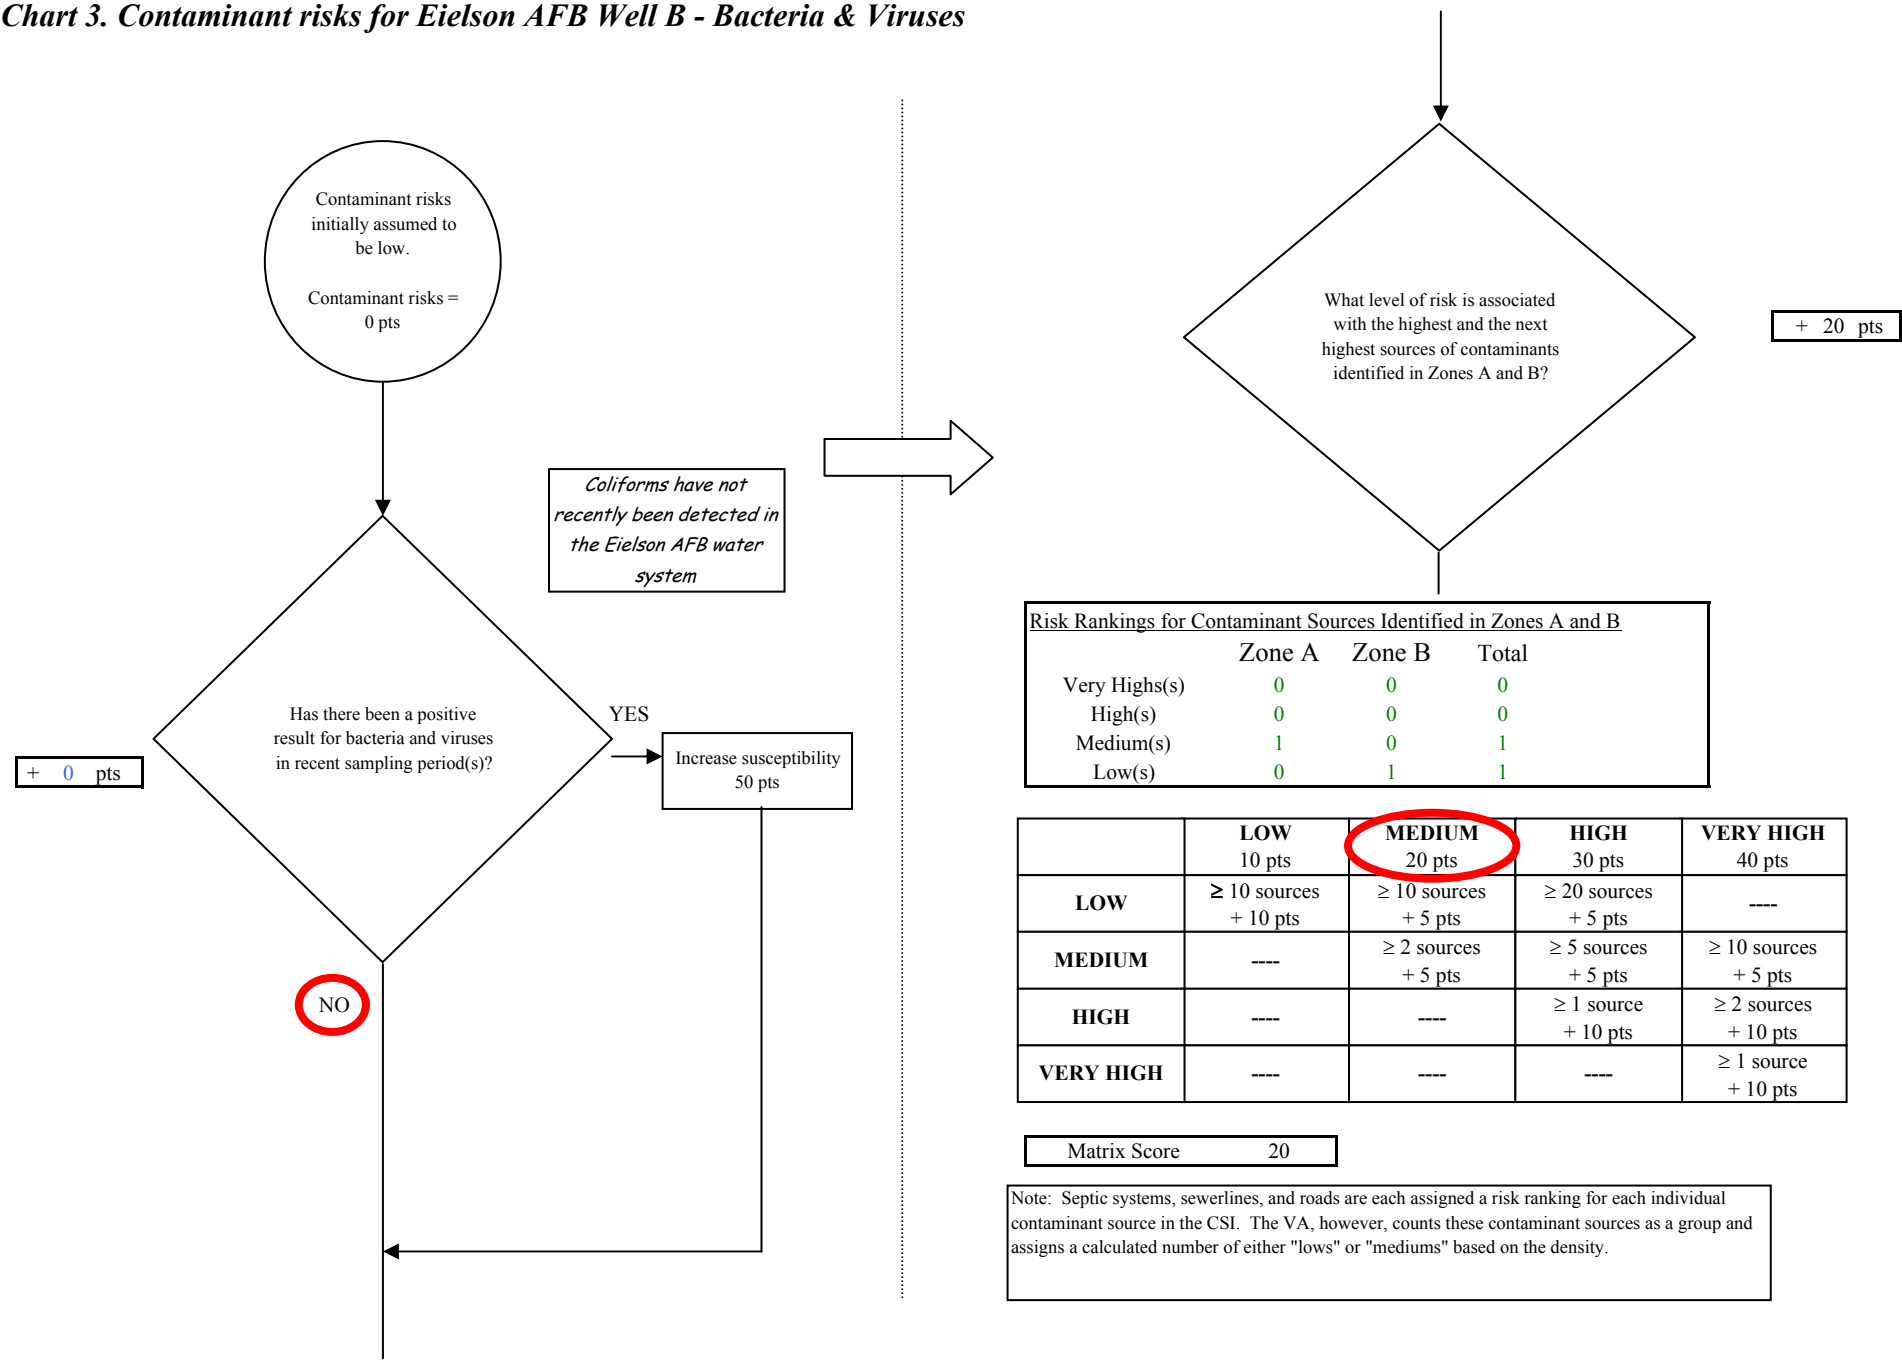 Chart 3. Contaminant risks for Eielson AFB Well B - Bacteria & Viruses
Contaminant risks
initially assumed to
be low.
Contaminant risks =
0 pts
Coliforms have not
recently been detected in
the Eielson AFB water
system
Has there been a positive
result for bacteria and viruses
in recent sampling period(s)?
YES
Increase susceptibility
50 pts
+ 0 pts
NO
What level of risk is associated
with the highest and the next
highest sources of contaminants
identified in Zones A and B?
+ 20 pts
Risk Rankings for Contaminant Sources Identified in Zones A and B
Zone A Zone B Total
Very Highs(s) 0 0 0
High(s) 0 0 0
Medium(s) 1 0 1
Low(s) 0 1 1
LOW MEDIUM HIGH VERY HIGH
10 pts 20 pts 30 pts 40 pts
LOW ≥ 10 sources ≥ 10 sources ≥ 20 sources ----
+ 10 pts + 5 pts + 5 pts
MEDIUM ---- ≥ 2 sources ≥ 5 sources ≥ 10 sources
+ 5 pts + 5 pts + 5 pts
HIGH ---- ---- ≥ 1 source ≥ 2 sources
+ 10 pts + 10 pts
VERY HIGH ---- ---- ---- ≥ 1 source
+ 10 pts
Matrix Score 20
Note: Septic systems, sewerlines, and roads are each assigned a risk ranking for each individual
contaminant source in the CSI. The VA, however, counts these contaminant sources as a group and
assigns a calculated number of either "lows" or "mediums" based on the density.